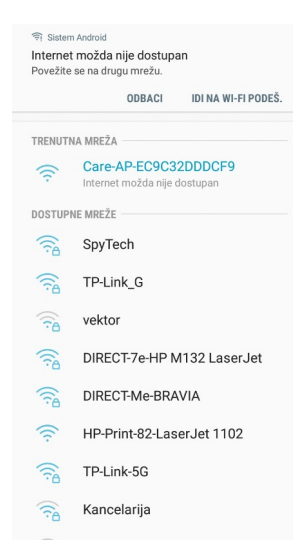 Sistem Android
Internet možda nije dostupan
Povežite se na drugu mrežu.
ODBACI IDI NA WI-FI PODEŠ.
TRENUTNA MREŽA
Care-AP-EC9C32DDDCF9
Internet možda nije dostupan
DOSTUPNE MREŽE
SpyTech
TP-Link_G
vektor
DIRECT-7e-HP M132 LaserJet
DIRECT-Me-BRAVIA
HP-Print-82-LaserJet 1102
TP-Link-5G
Kancelarija